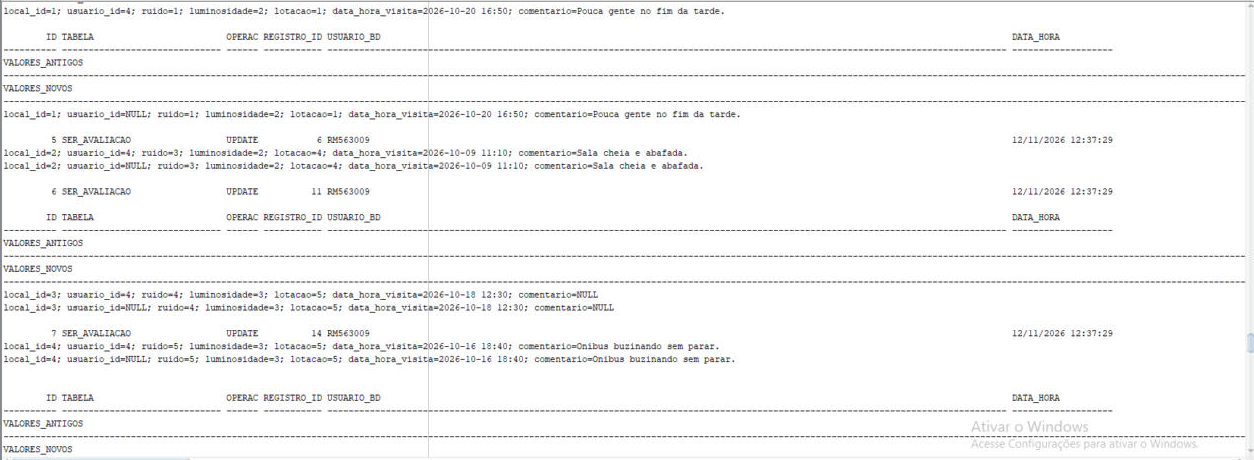 local_id=1; usuario_id=4; ruido=1; luminosidade=2; lotacao=1; data_hora_visita=2026-10-20 16:50; comentario=Pouca gente no fim da tarde.
ID TABELA OPERAC REGISTRO_ID USUARIO_BD DATA_HORA
VALORES_ANTIGOS
VALORES_NOVOS
local_id=1; usuario_id=NULL; ruido=1; luminosidade=2; lotacao=1; data_hora_visita=2026-10-20 16:50; comentario=Pouca gente no fim da tarde.
5 SER_AVALIACAO UPDATE 6 RM563009 12/11/2026 12:37:29
local_id=2; usuario_id=4; ruido=3; luminosidade=2; lotacao=4; data_hora_visita=2026-10-09 11:10; comentario=Sala cheia e abafada.
local_id=2; usuario_id=NULL; ruido=3; luminosidade=2; lotacao=4; data_hora_visita=2026-10-09 11:10; comentario=Sala cheia e abafada.
6 SER_AVALIACAO UPDATE 11 RM563009 12/11/2026 12:37:29
ID TABELA OPERAC REGISTRO_ID USUARIO_BD DATA_HORA
VALORES_ANTIGOS
VALORES_NOVOS
local_id=3; usuario_id=4; ruido=4; luminosidade=3; lotacao=5; data_hora_visita=2026-10-18 12:30; comentario=NULL
local_id=3; usuario_id=NULL; ruido=4; luminosidade=3; lotacao=5; data_hora_visita=2026-10-18 12:30; comentario=NULL
7 SER_AVALIACAO UPDATE 14 RM563009 12/11/2026 12:37:29
local_id=4; usuario_id=4; ruido=5; luminosidade=3; lotacao=5; data_hora_visita=2026-10-16 18:40; comentario=Onibus buzinando sem parar.
local_id=4; usuario_id=NULL; ruido=5; luminosidade=3; lotacao=5; data_hora_visita=2026-10-16 18:40; comentario=Onibus buzinando sem parar.
ID TABELA OPERAC REGISTRO_ID USUARIO_BD DATA_HORA
VALORES_ANTIGOS
Ativar o Windows
Acesse Configurações para ativar o Windows.
VALORES_NOVOS